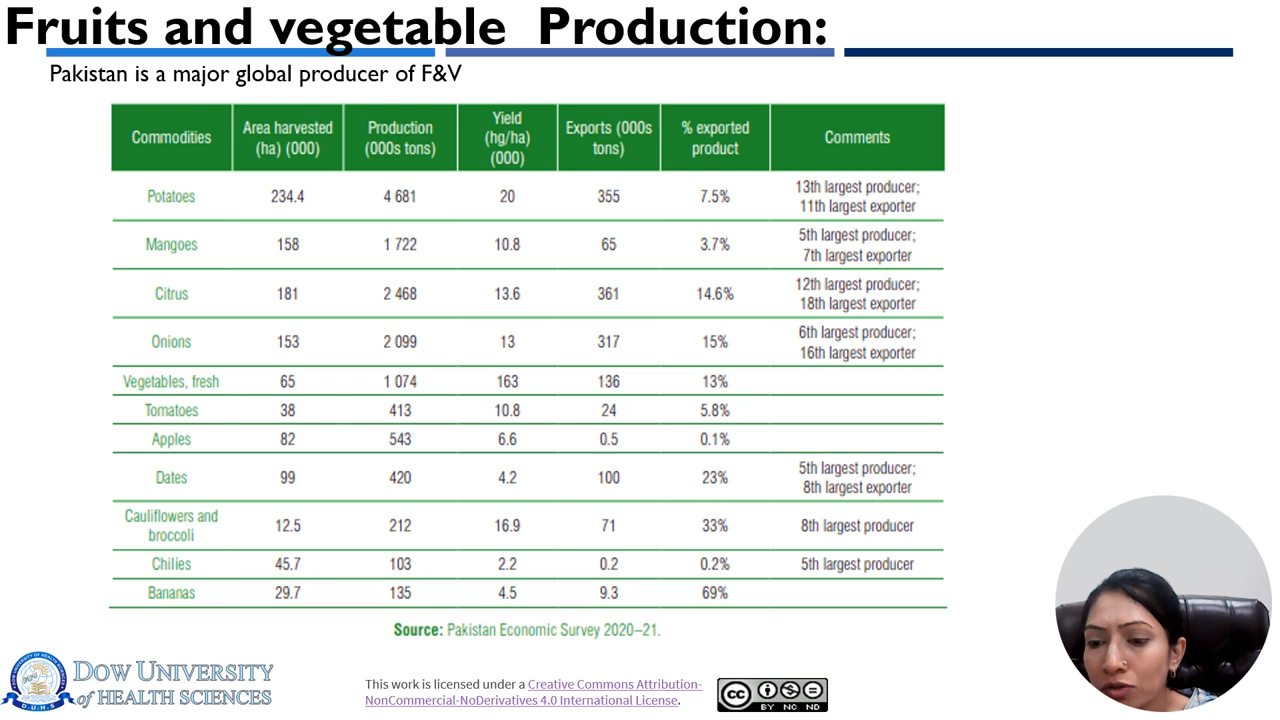 Fruits and vegetable Production:
Pakistan is a major global producer of F&V
Commodities Area harvested (ha) (000) Production (000s tons) Yield (hg/ha) (000) Exports (000s tons) % exported product Comments
Potatoes 234.4 4 681 20 355 7.5% 13th largest producer; 11th largest exporter
Mangoes 158 1 722 10.8 65 3.7% 5th largest producer; 7th largest exporter
Citrus 181 2 468 13.6 361 14.6% 12th largest producer; 18th largest exporter
Onions 153 2 099 13 317 15% 6th largest producer; 16th largest exporter
Vegetables, fresh 65 1 074 163 136 13%
Tomatoes 38 413 10.8 24 5.8%
Apples 82 543 6.6 0.5 0.1%
Dates 99 420 4.2 100 23% 5th largest producer; 8th largest exporter
Cauliflowers and broccoli 12.5 212 16.9 71 33% 8th largest producer
Chilies 45.7 103 2.2 0.2 0.2% 5th largest producer
Bananas 29.7 135 4.5 9.3 69%
Source: Pakistan Economic Survey 2020–21.
DOW UNIVERSITY
of HEALTH SCIENCES
D.U.H.S
This work is licensed under a Creative Commons Attribution-
NonCommercial-NoDerivatives 4.0 International License.
cc
BY NC ND